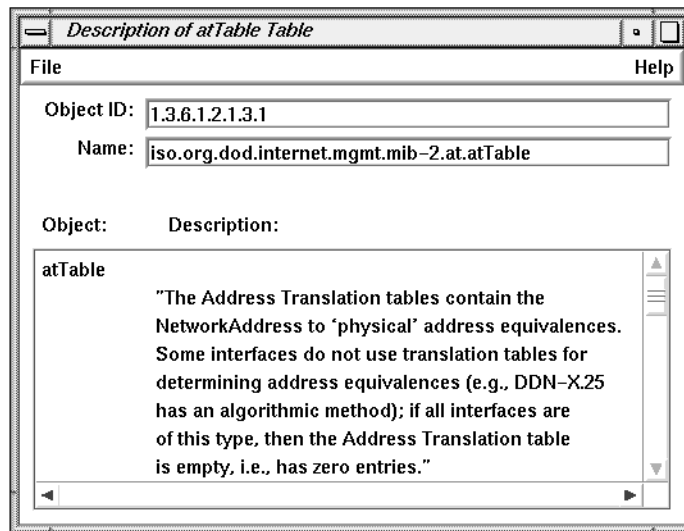 Description of atTable Table
File Help
Object ID: 1.3.6.1.2.1.3.1
Name: iso.org.dod.internet.mgmt.mib-2.at.atTable
Object: Description:
atTable
"The Address Translation tables contain the
NetworkAddress to ‘physical’ address equivalences.
Some interfaces do not use translation tables for
determining address equivalences (e.g., DDN-X.25
has an algorithmic method); if all interfaces are
of this type, then the Address Translation table
is empty, i.e., has zero entries."